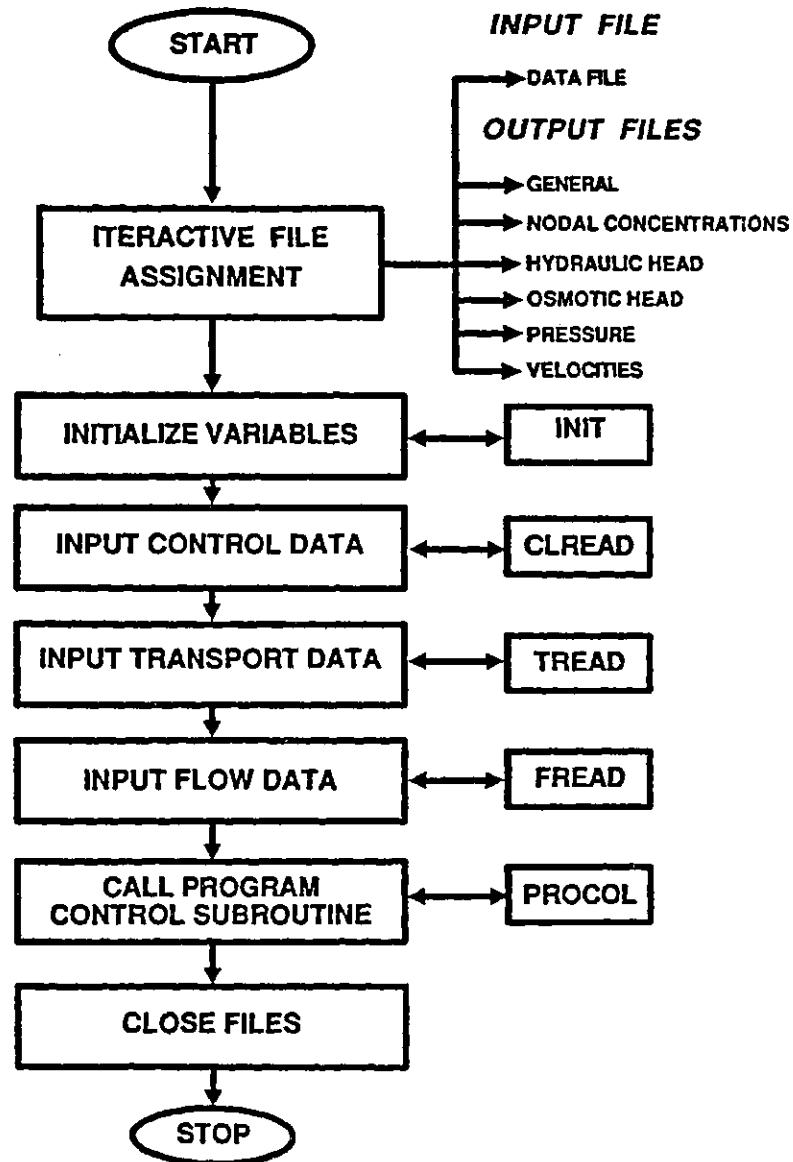 START
INPUT FILE
DATA FILE
OUTPUT FILES
GENERAL
NODAL CONCENTRATIONS
HYDRAULIC HEAD
OSMOTIC HEAD
PRESSURE
VELOCITIES
ITERACTIVE FILE
ASSIGNMENT
INITIALIZE VARIABLES
INIT
INPUT CONTROL DATA
CLREAD
INPUT TRANSPORT DATA
TREAD
INPUT FLOW DATA
FREAD
CALL PROGRAM
CONTROL SUBROUTINE
PROCOL
CLOSE FILES
STOP